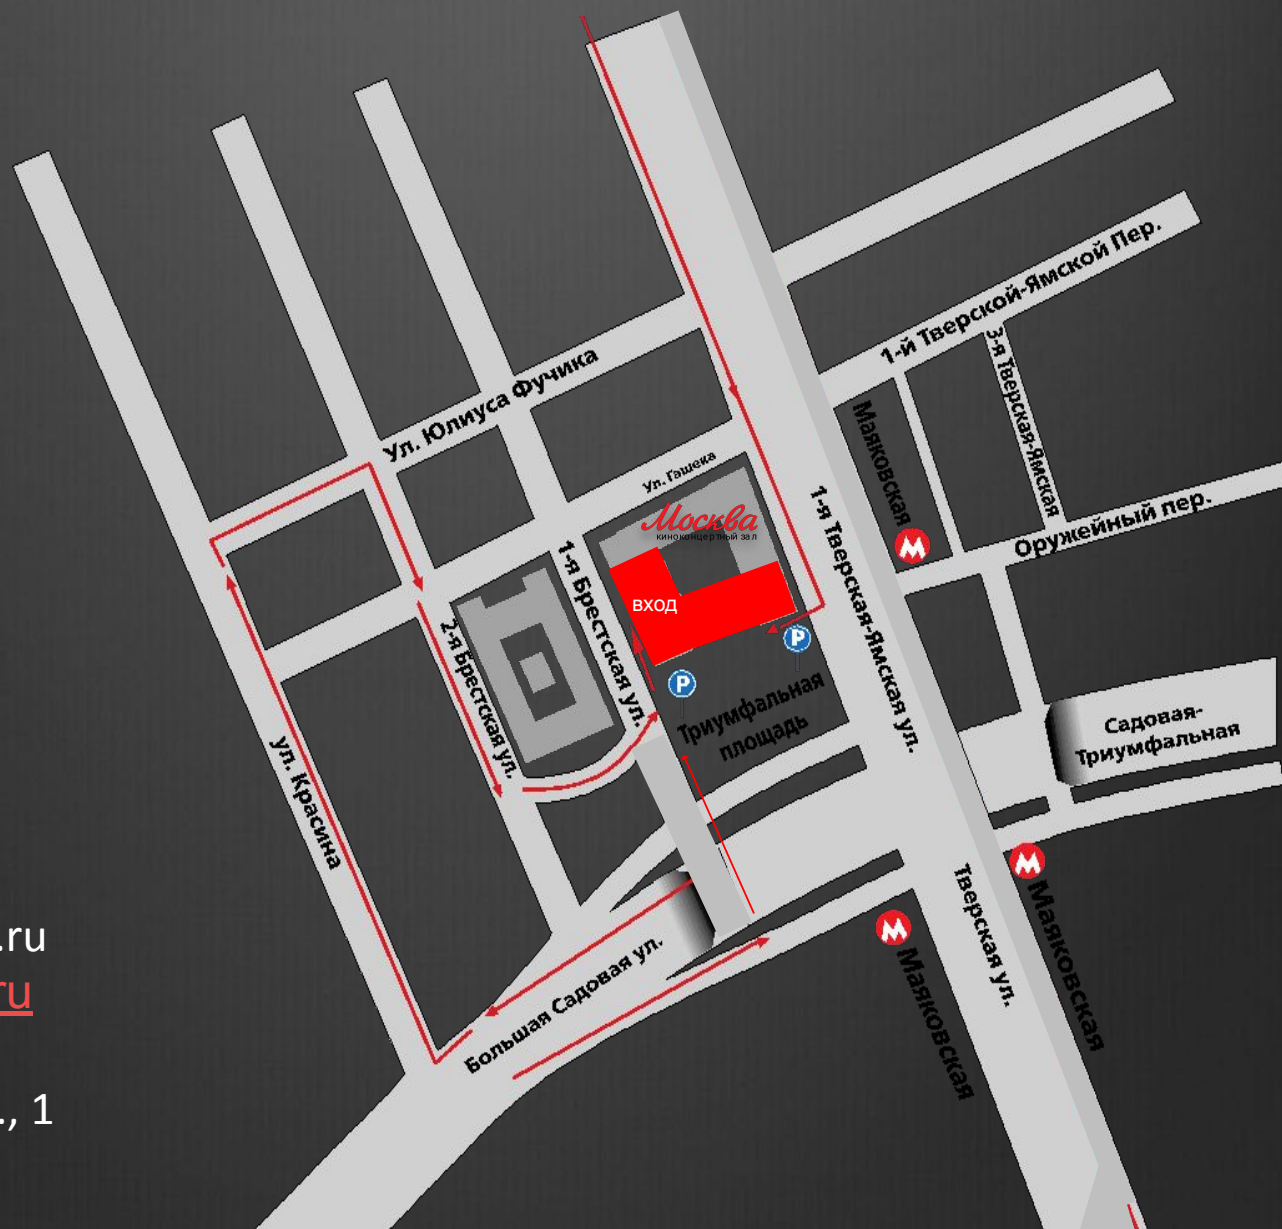 1-й Тверской-Ямской Пер.
Ул. Юлиуса Фучика
3-я Тверская-Ямская
Маяковская
Ул. Гашека
Москва
киноконцертный зал
1-я Тверская-Ямская ул.
Оружейный пер.
М
1-я Брестская ул.
вход
2-я Брестская ул.
P
P
Триумфальная
площадь
Садовая-
Триумфальная
ул. Красина
М
Маяковская
Тверская ул.
М
Маяковская
Большая Садовая ул.
.ru
ru
., 1